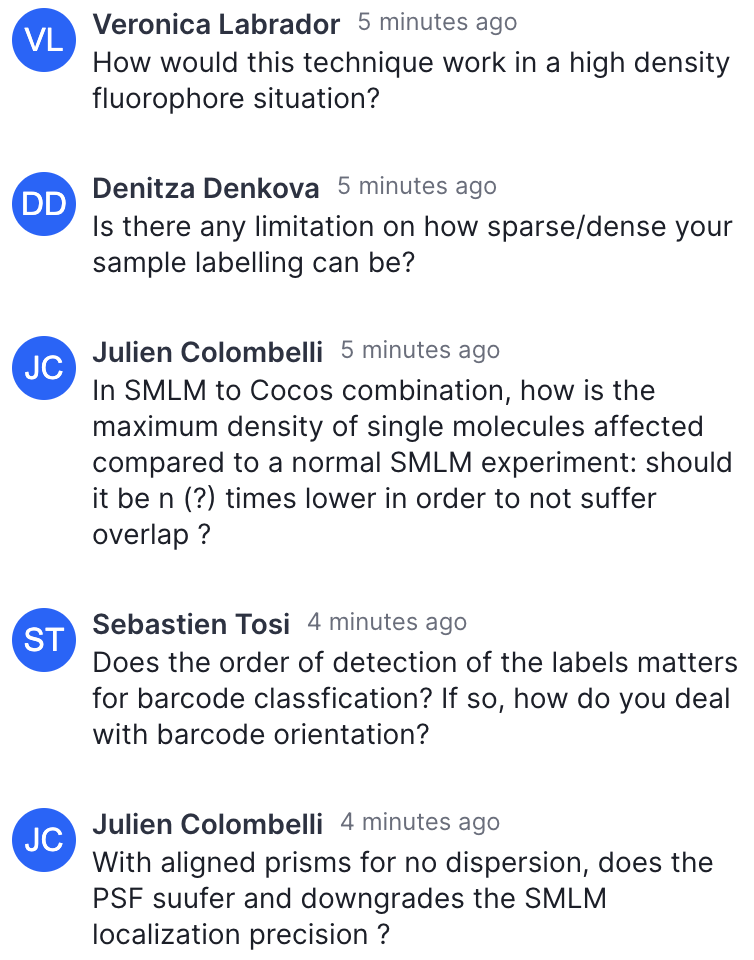 VL
Veronica Labrador 5 minutes ago
How would this technique work in a high density
fluorophore situation?
DD
Denitza Denkova 5 minutes ago
Is there any limitation on how sparse/dense your
sample labelling can be?
JC
Julien Colombelli 5 minutes ago
In SMLM to Cocos combination, how is the
maximum density of single molecules affected
compared to a normal SMLM experiment: should
it be n (?) times lower in order to not suffer
overlap ?
ST
Sebastien Tosi 4 minutes ago
Does the order of detection of the labels matters
for barcode classfication? If so, how do you deal
with barcode orientation?
JC
Julien Colombelli 4 minutes ago
With aligned prisms for no dispersion, does the
PSF suufer and downgrades the SMLM
localization precision ?